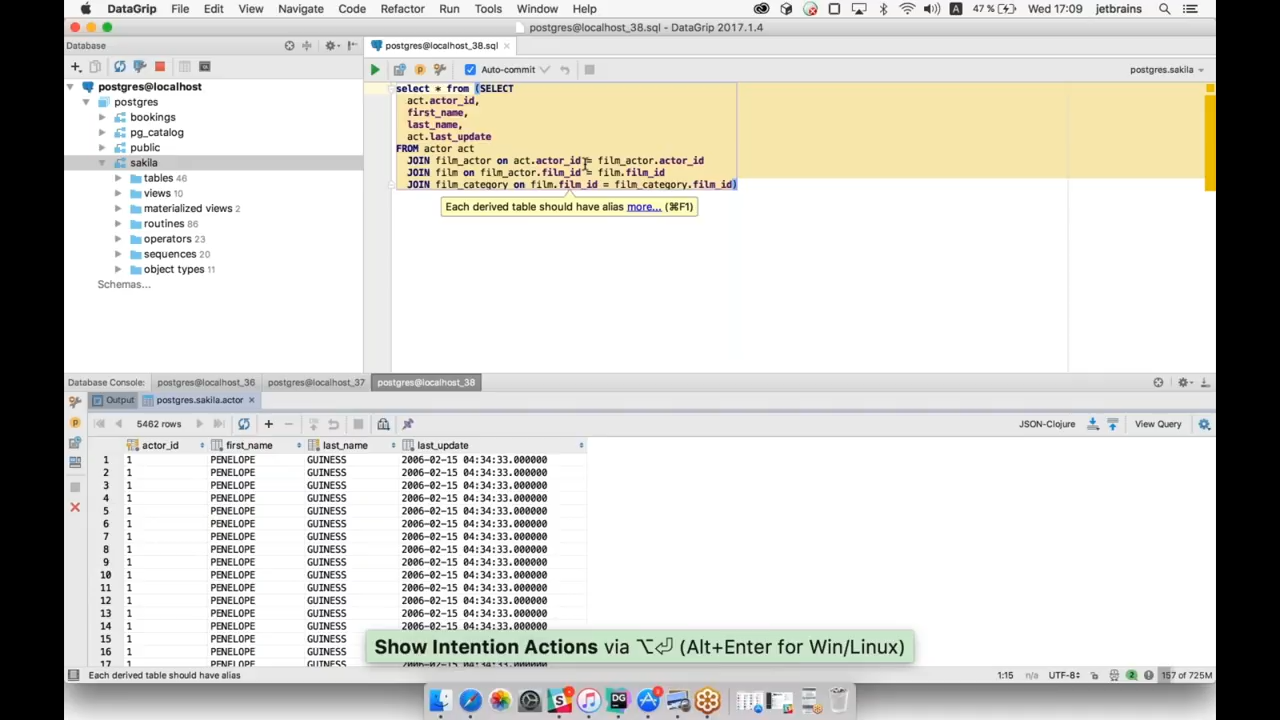 DataGrip File Edit View Navigate Code Refactor Run Tools Window Help A 47 % Wed 17:09 jetbrains
postgres@localhost_38.sql - DataGrip 2017.1.4
Database postgres@localhost_38.sql
Auto-commit postgres.sakila
postgres@localhost
postgres
bookings
pg_catalog
public
sakila
tables 46
views 10
materialized views 2
routines 86
operators 23
sequences 20
object types 11
Schemas...
select * from (SELECT
act.actor_id,
first_name,
last_name,
act.last_update
FROM actor act
JOIN film_actor on act.actor_id = film_actor.actor_id
JOIN film on film_actor.film_id = film.film_id
JOIN film_category on film.film_id = film_category.film_id)
Each derived table should have alias more... (⌘F1)
Database Console: postgres@localhost_36 postgres@localhost_37 postgres@localhost_38
Output postgres.sakila.actor
5462 rows JSON-Clojure View Query
actor_id first_name last_name last_update
1 1 PENELOPE GUINESS 2006-02-15 04:34:33.000000
2 1 PENELOPE GUINESS 2006-02-15 04:34:33.000000
3 1 PENELOPE GUINESS 2006-02-15 04:34:33.000000
4 1 PENELOPE GUINESS 2006-02-15 04:34:33.000000
5 1 PENELOPE GUINESS 2006-02-15 04:34:33.000000
6 1 PENELOPE GUINESS 2006-02-15 04:34:33.000000
7 1 PENELOPE GUINESS 2006-02-15 04:34:33.000000
8 1 PENELOPE GUINESS 2006-02-15 04:34:33.000000
9 1 PENELOPE GUINESS 2006-02-15 04:34:33.000000
10 1 PENELOPE GUINESS 2006-02-15 04:34:33.000000
11 1 PENELOPE GUINESS 2006-02-15 04:34:33.000000
12 1 PENELOPE GUINESS 2006-02-15 04:34:33.000000
13 1 PENELOPE GUINESS 2006-02-15 04:34:33.000000
14 1 PENELOPE GUINESS 2006-02-15 04:34:33.000000
15 1 PENELOPE GUINESS
16 1 PENELOPE GUINESS
17 1 PENELOPE GUINESS
Show Intention Actions via ⌥⏎ (Alt+Enter for Win/Linux)
Each derived table should have alias 1:15 n/a UTF-8 2 157 of 725M
DG